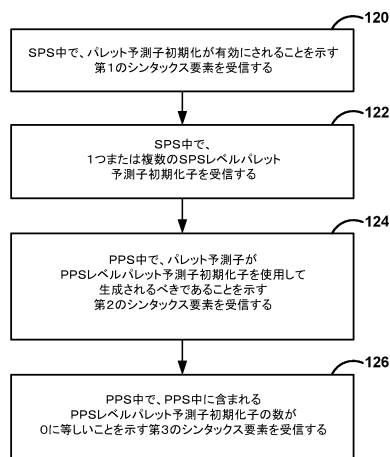 120
SPS中で、パレット予測子初期化が有効にされることを示す
第1のシンタックス要素を受信する
122
SPS中で、
1つまたは複数のSPSレベルパレット
予測子初期化子を受信する
124
PPS中で、パレット予測子が
PPSレベルパレット予測子初期化子を使用して
生成されるべきであることを示す
第2のシンタックス要素を受信する
126
PPS中で、PPS中に含まれる
PPSレベルパレット予測子初期化子の数が
0に等しいことを示す第3のシンタックス要素を受信する